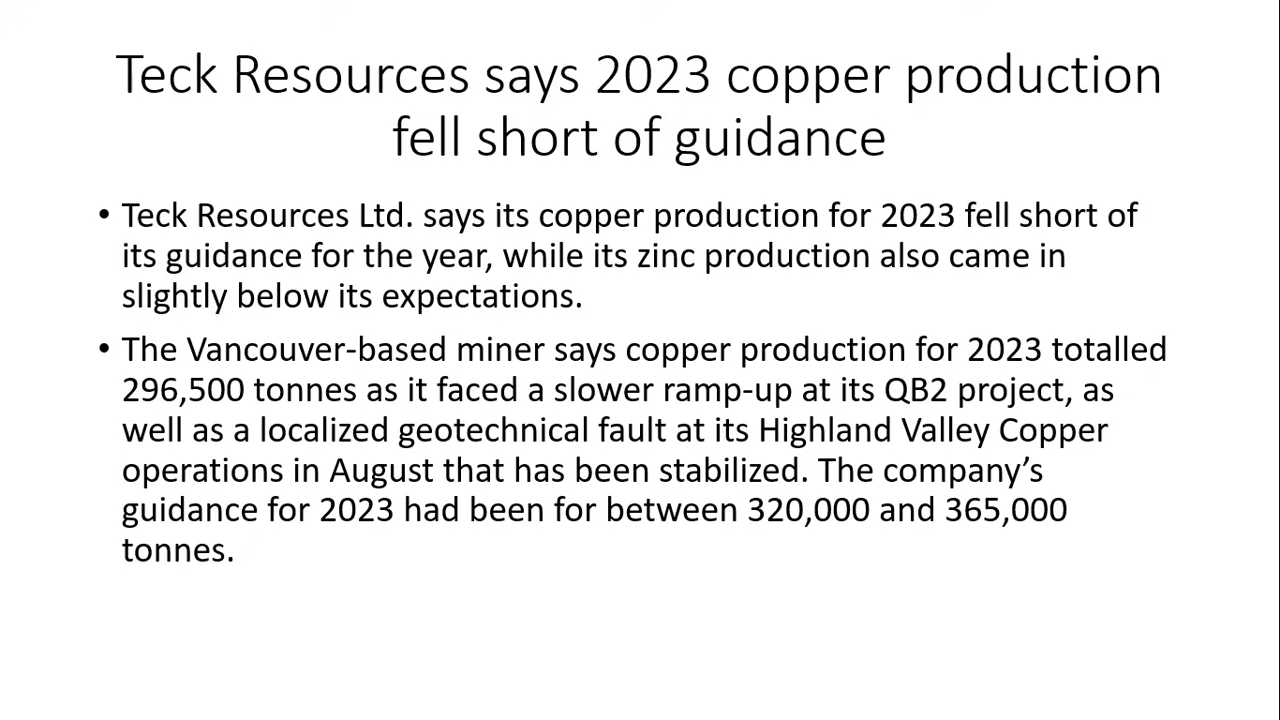 Teck Resources says 2023 copper production
fell short of guidance
• Teck Resources Ltd. says its copper production for 2023 fell short of
its guidance for the year, while its zinc production also came in
slightly below its expectations.
• The Vancouver-based miner says copper production for 2023 totalled
296,500 tonnes as it faced a slower ramp-up at its QB2 project, as
well as a localized geotechnical fault at its Highland Valley Copper
operations in August that has been stabilized. The company’s
guidance for 2023 had been for between 320,000 and 365,000
tonnes.